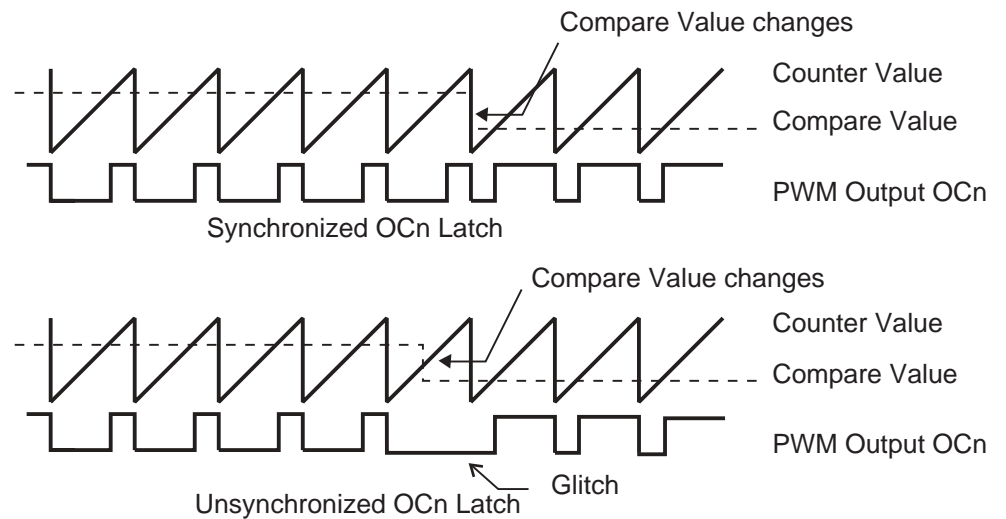 Compare Value changes
Counter Value
Compare Value
PWM Output OCn
Synchronized OCn Latch
Compare Value changes
Counter Value
Compare Value
PWM Output OCn
Glitch
Unsynchronized OCn Latch